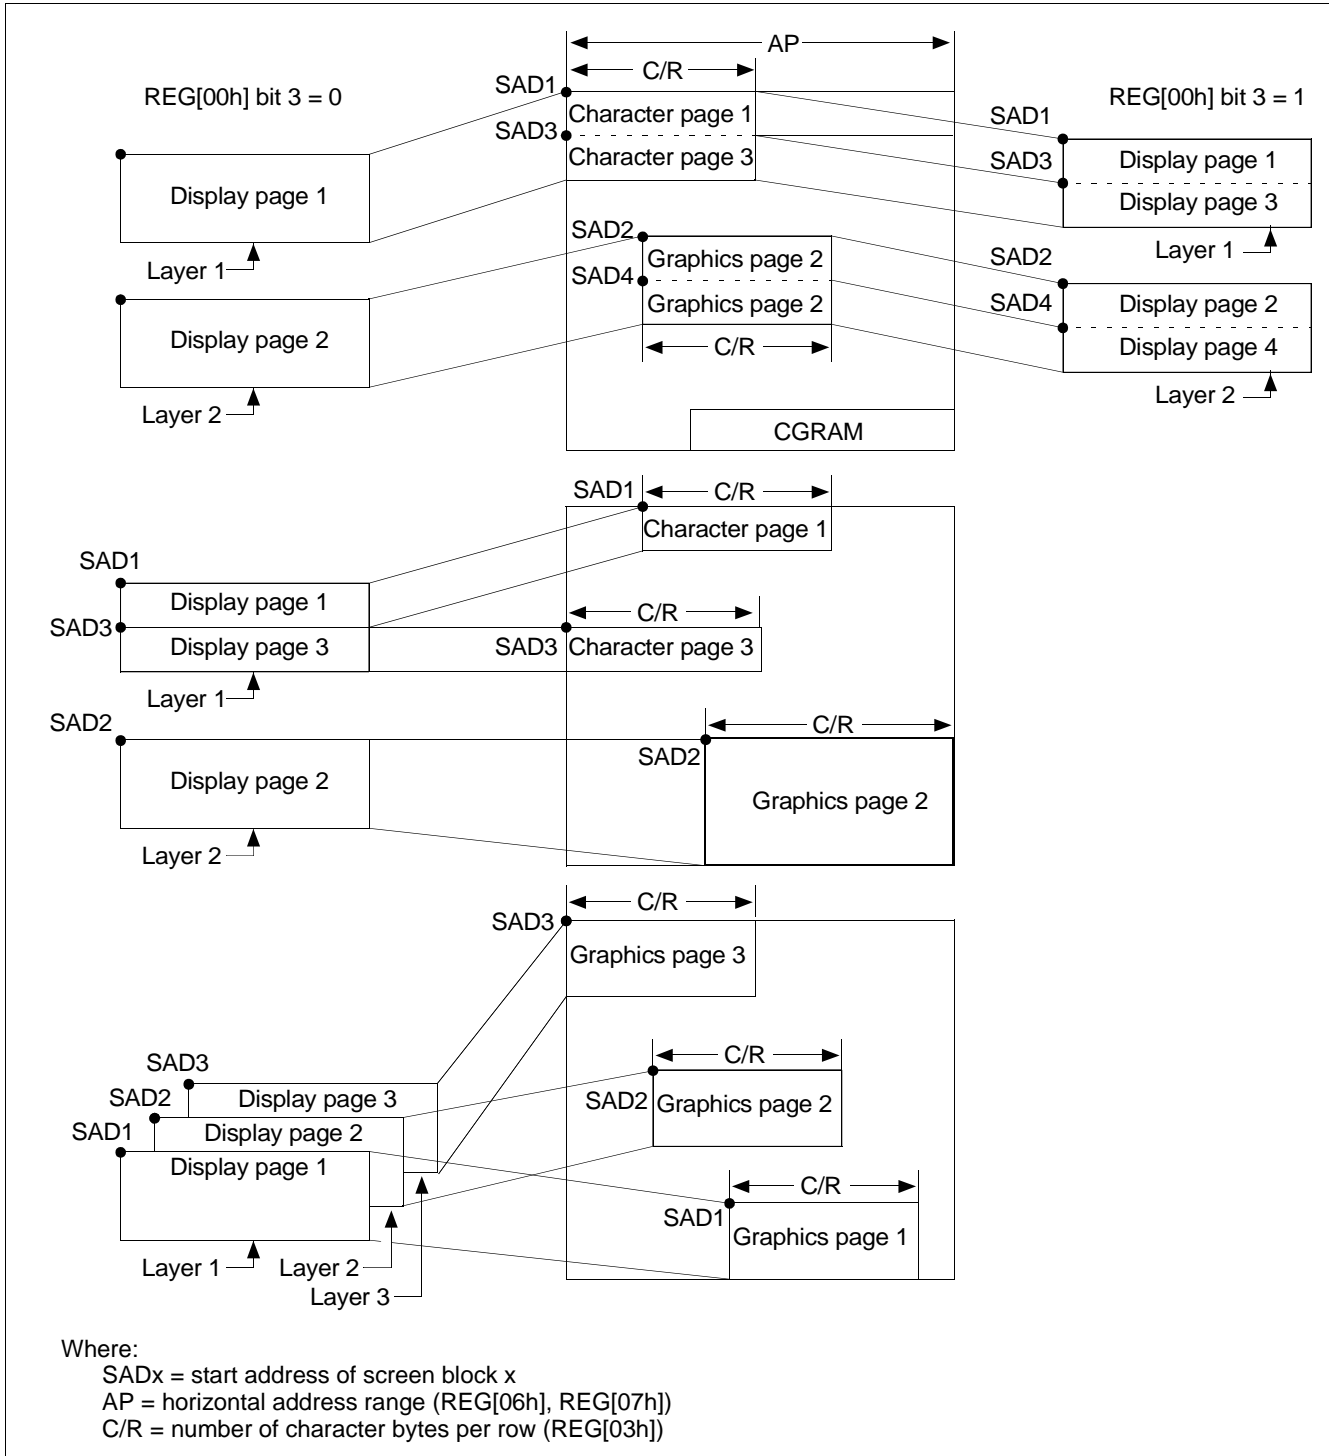 AP
C/R
REG[00h] bit 3 = 0
SAD1
REG[00h] bit 3 = 1
Character page 1
SAD1
SAD3
Character page 3
SAD3
Display page 1
Display page 1
Display page 3
Layer 1
SAD2
Layer 1
Graphics page 2
SAD2
SAD4
Graphics page 2
SAD4
Display page 2
Display page 2
C/R
Display page 4
Layer 2
Layer 2
CGRAM
SAD1
C/R
Character page 1
SAD1
Display page 1
C/R
SAD3
Display page 3
SAD3
Character page 3
Layer 1
SAD2
C/R
SAD2
Display page 2
Graphics page 2
Layer 2
C/R
SAD3
Graphics page 3
SAD3
C/R
Display page 3
SAD2
SAD2
Graphics page 2
Display page 2
SAD1
Display page 1
C/R
SAD1
Graphics page 1
Layer 1
Layer 2
Layer 3
Where:
SADx = start address of screen block x
AP = horizontal address range (REG[06h], REG[07h])
C/R = number of character bytes per row (REG[03h])